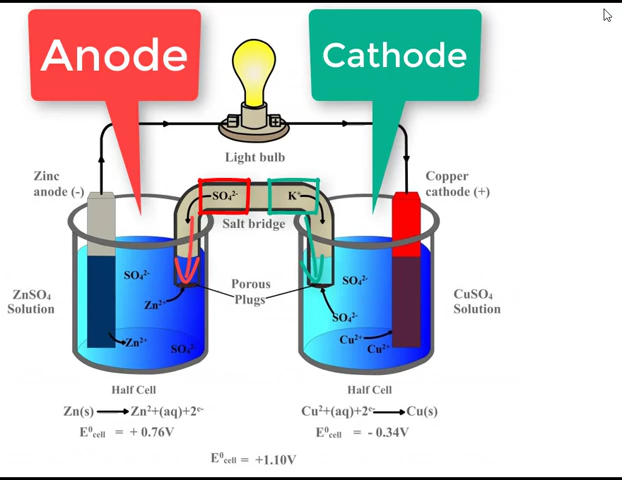 Anode
Cathode
Light bulb
Zinc
anode (-)
Copper
cathode (+)
SO₄²⁻
K⁺
Salt bridge
SO₄²⁻
SO₄²⁻
Zn²⁺
Porous
Plugs
ZnSO₄
Solution
CuSO₄
Solution
SO₄²⁻
Zn²⁺
Cu²⁺
SO₄²⁻
Cu²⁺
Half Cell
Half Cell
Zn(s) ⟶ Zn²+(aq)+2ᵉ⁻
Cu²+(aq)+2ᵉ⁻ ⟶ Cu(s)
E⁰cell = + 0.76V
E⁰cell = - 0.34V
E⁰cell = +1.10V